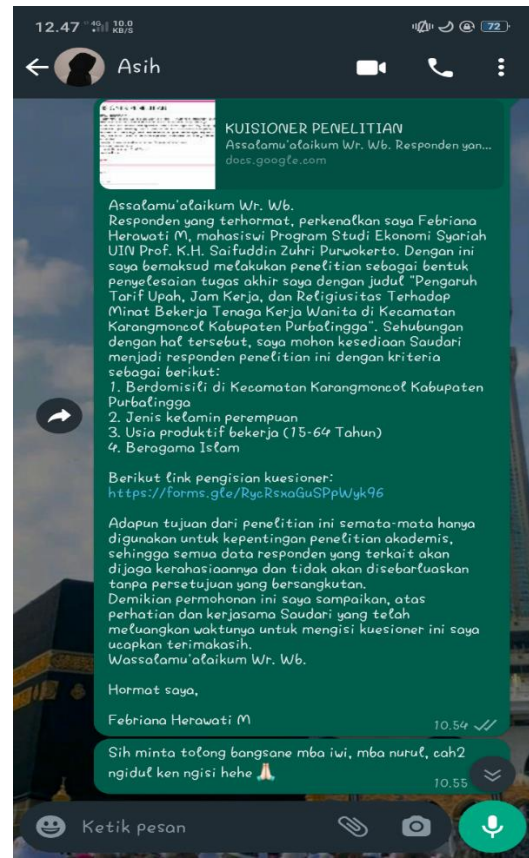 12.47 4G 10.0 KB/S 72
Asih
KUISIONER PENELITIAN
Assalamu'alaikum Wr. Wb. Responden yan...
docs.google.com
Assalamu'alaikum Wr. Wb.
Responden yang terhormat, perkenalkan saya Febriana
Herawati M, mahasiswi Program Studi Ekonomi Syariah
UIN Prof. K.H. Saifuddin Zuhri Purwokerto. Dengan ini
saya bermaksud melakukan penelitian sebagai bentuk
penyelesaian tugas akhir saya dengan judul "Pengaruh
Tarif Upah, Jam Kerja, dan Religiusitas Terhadap
Minat Bekerja Tenaga Kerja Wanita di Kecamatan
Karangmoncol Kabupaten Purbalingga". Sehubungan
dengan hal tersebut, saya mohon kesediaan Saudari
menjadi responden penelitian ini dengan kriteria
sebagai berikut:
1. Berdomisili di Kecamatan Karangmoncol Kabupaten
Purbalingga
2. Jenis kelamin perempuan
3. Usia produktif bekerja (15-64 Tahun)
4. Beragama Islam
Berikut link pengisian kuesioner:
https://forms.gle/RycRsxaGuSPpWyk96
Adapun tujuan dari penelitian ini semata-mata hanya
digunakan untuk kepentingan penelitian akademis,
sehingga semua data responden yang terkait akan
dijaga kerahasiaannya dan tidak akan disebarluaskan
tanpa persetujuan yang bersangkutan.
Demikian permohonan ini saya sampaikan, atas
perhatian dan kerjasama Saudari yang telah
meluangkan waktunya untuk mengisi kuesioner ini saya
ucapkan terimakasih.
Wassalamu'alaikum Wr. Wb.
Hormat saya,
Febriana Herawati M
10.54
Sih minta tolong bangsane mba iwi, mba nurul, cah2
ngidul ken ngisi hehe 🙏🏻
10.55
Ketik pesan